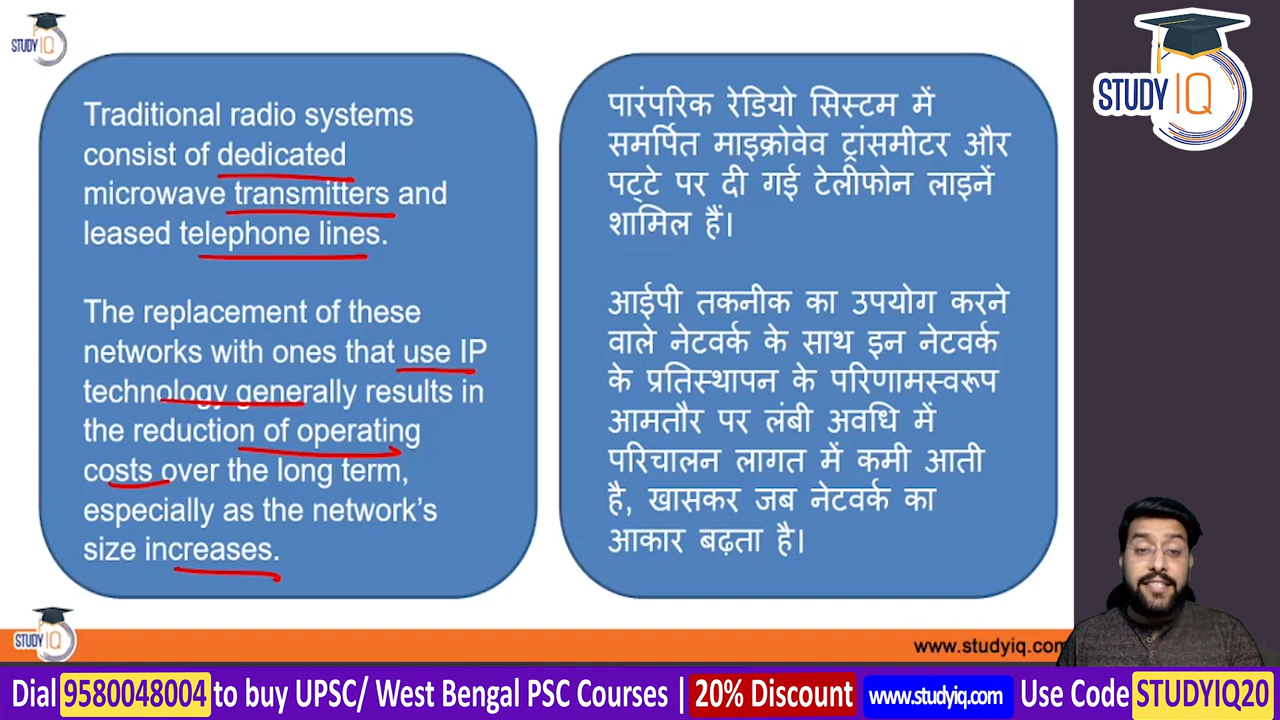 STUDY IQ
Traditional radio systems
consist of dedicated
microwave transmitters and
leased telephone lines.
The replacement of these
networks with ones that use IP
technology generally results in
the reduction of operating
costs over the long term,
especially as the network's
size increases.
पारंपरिक रेडियो सिस्टम में
समर्पित माइक्रोवेव ट्रांसमीटर और
पट्टे पर दी गई टेलीफोन लाइनें
शामिल हैं।
आईपी तकनीक का उपयोग करने
वाले नेटवर्क के साथ इन नेटवर्क
के प्रतिस्थापन के परिणामस्वरूप
आमतौर पर लंबी अवधि में
परिचालन लागत में कमी आती
है, खासकर जब नेटवर्क का
आकार बढ़ता है।
STUDY IQ
STUDY IQ
www.studyiq.com
Dial 9580048004 to buy UPSC/ West Bengal PSC Courses | 20% Discount www.studyiq.com Use Code STUDYIQ20